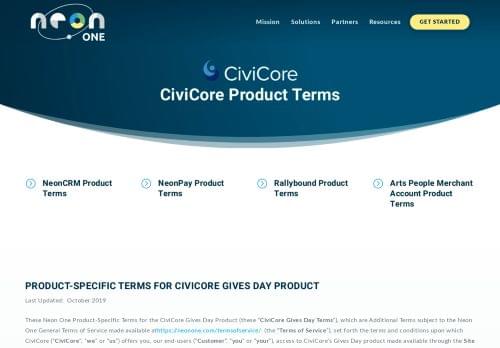 neon
ONE
Mission Solutions Partners Resources GET STARTED
CiviCore
CiviCore Product Terms
NeonCRM Product Terms
NeonPay Product Terms
Rallybound Product Terms
Arts People Merchant Account Product Terms
PRODUCT-SPECIFIC TERMS FOR CIVICORE GIVES DAY PRODUCT
Last Updated: October 2019
These Neon One Product-Specific Terms for the CiviCore Gives Day Product (these "CiviCore Gives Day Terms"), which are Additional Terms subject to the Neon
One General Terms of Service made available at https://neonone.com/termsofservice/ (the "Terms of Service"), set forth the terms and conditions upon which
CiviCore ("CiviCore", "we" or "us") offers you, our end-users ("Customer", "you" or "your"), access to CiviCore's Gives Day product made available through the Site